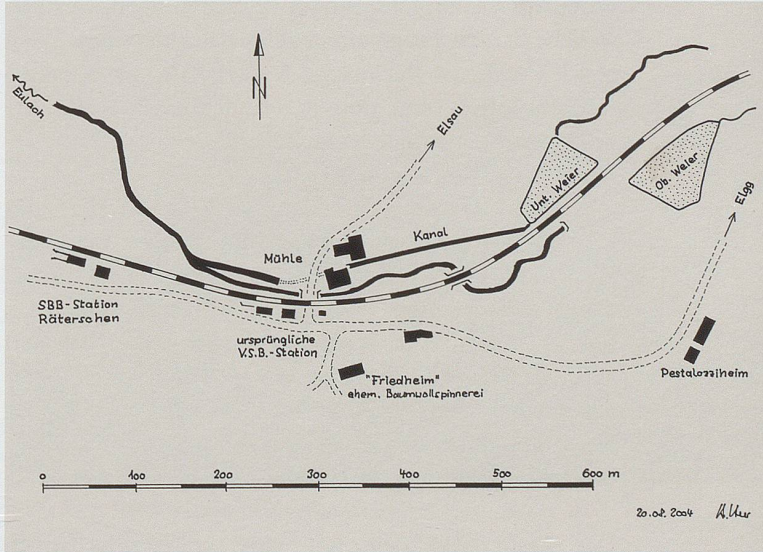 N
Eulach
Elsau
Unt. Weier
Ob. Weier
Elgg
Kanal
Mühle
SBB-Station
Räterschen
ursprüngliche
V.S.B.-Station
"Friedheim"
ehem. Baumwollspinnerei
Pestalozziheim
0 100 200 300 400 500 600 m
20.08.2004